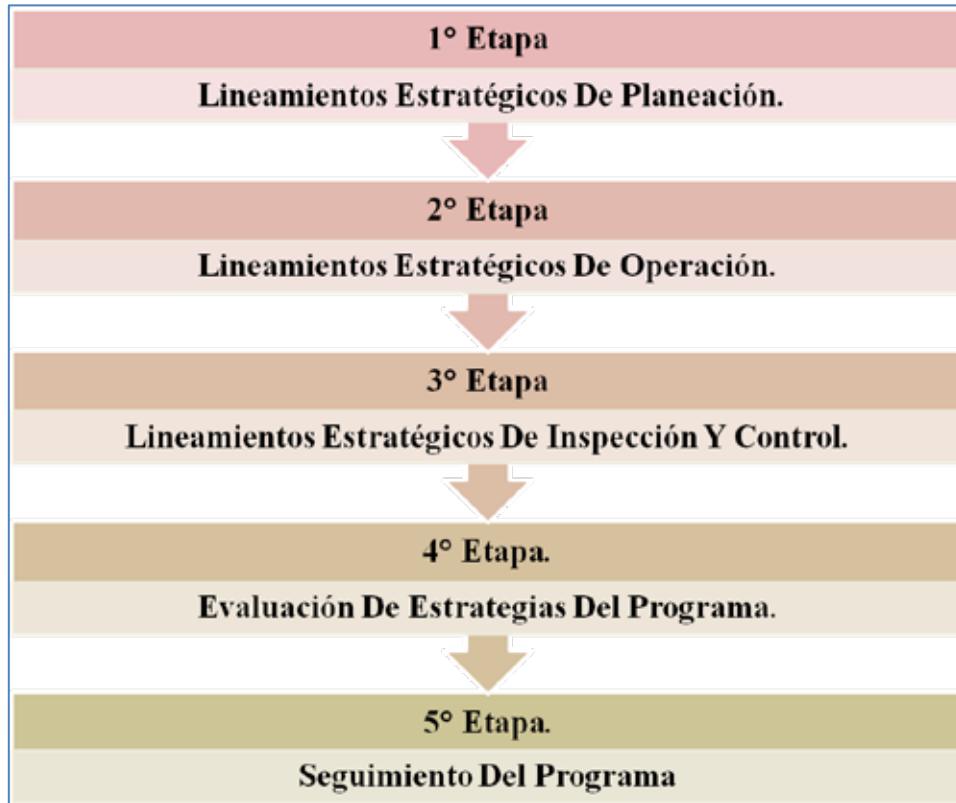 1° Etapa
Lineamientos Estratégicos De Planeación.
2° Etapa
Lineamientos Estratégicos De Operación.
3° Etapa
Lineamientos Estratégicos De Inspección Y Control.
4° Etapa.
Evaluación De Estrategias Del Programa.
5° Etapa.
Seguimiento Del Programa